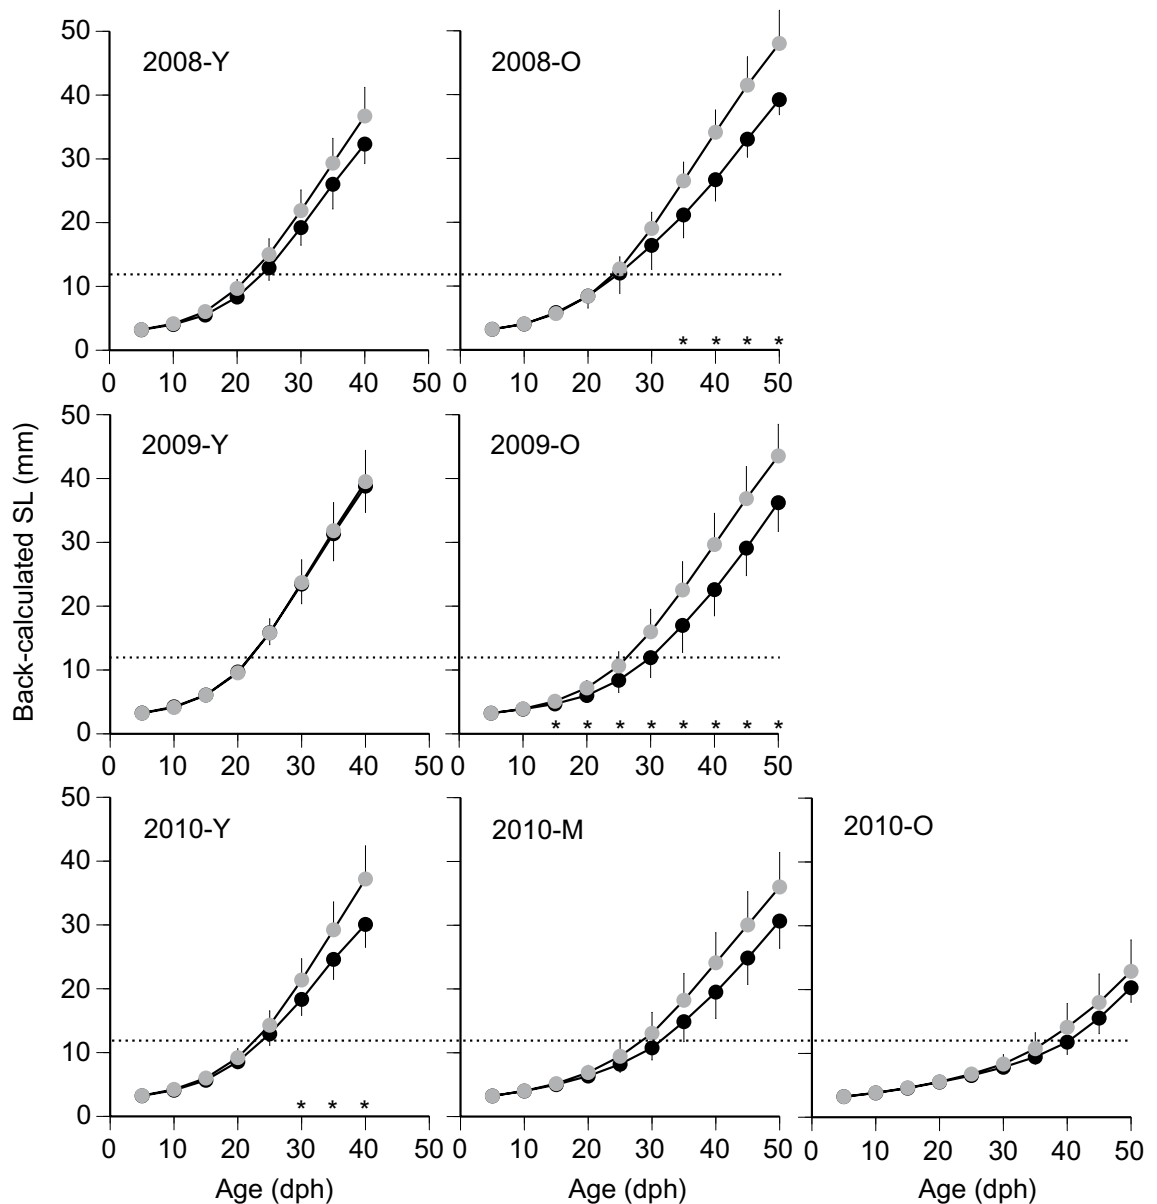 50
40
30
20
10
0
2008-Y
2008-O
* * * *
0 10 20 30 40 50
0 10 20 30 40 50
Back-calculated SL (mm)
50
40
30
20
10
0
2009-Y
2009-O
* * * * * * * *
0 10 20 30 40 50
0 10 20 30 40 50
50
40
30
20
10
0
2010-Y
2010-M
2010-O
* * *
0 10 20 30 40 50
0 10 20 30 40 50
0 10 20 30 40 50
Age (dph)
Age (dph)
Age (dph)